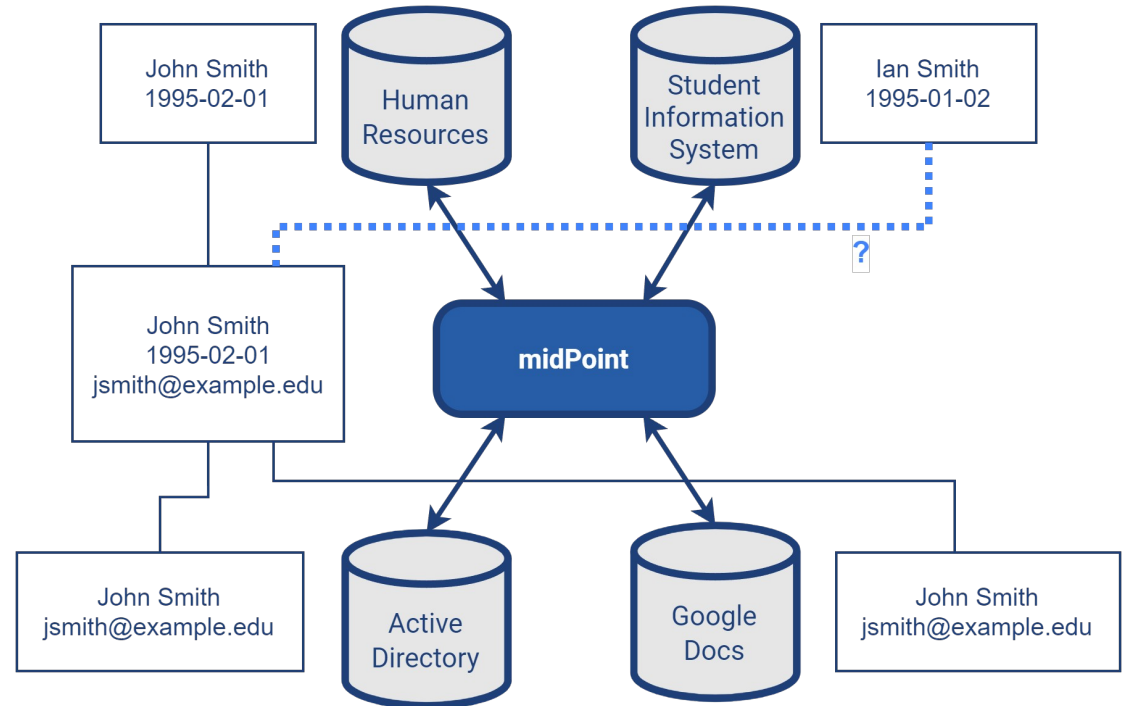 John Smith
1995-02-01
Human
Resources
Student
Information
System
Ian Smith
1995-01-02
?
John Smith
1995-02-01
jsmith@example.edu
midPoint
John Smith
jsmith@example.edu
Active
Directory
Google
Docs
John Smith
jsmith@example.edu